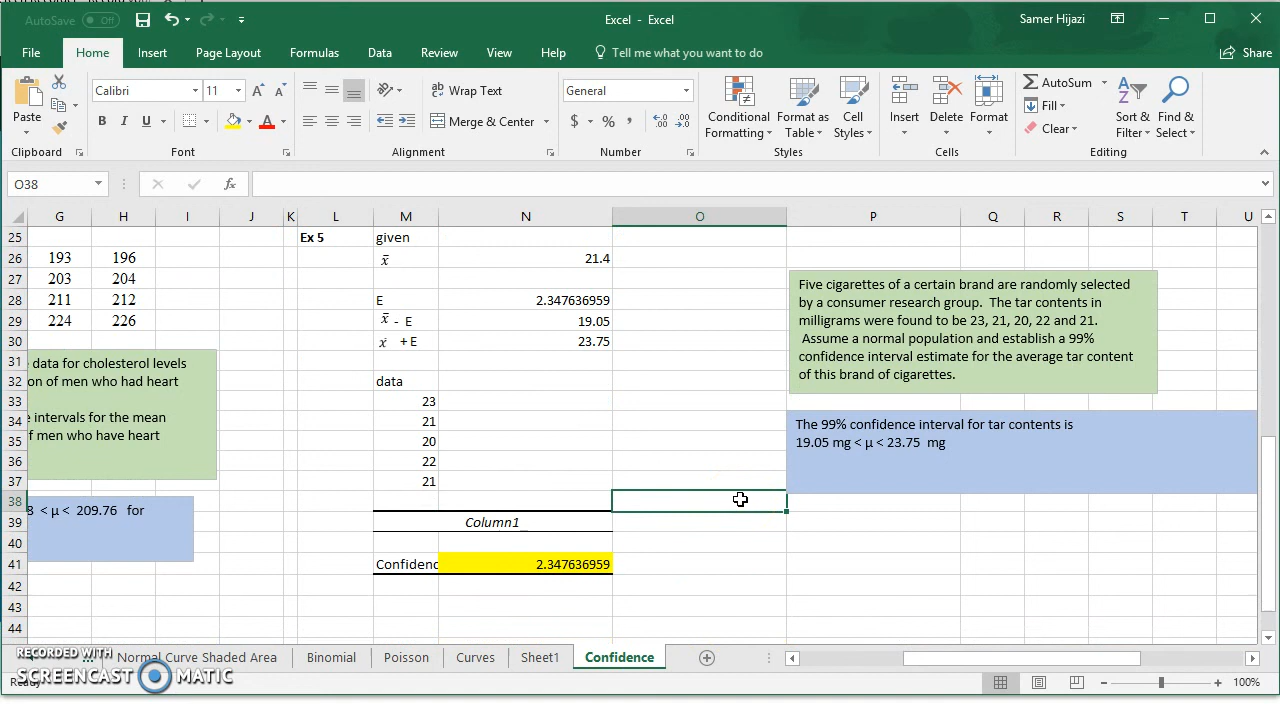 AutoSave Off
Excel - Excel
Samer Hijazi
File Home Insert Page Layout Formulas Data Review View Help Tell me what you want to do Share
Paste
Clipboard
Calibri 11
B I U A
Font
Wrap Text
Merge & Center
Alignment
General
$ % ,
Number
Conditional Formatting
Format as Table
Cell Styles
Styles
Insert
Delete
Format
Cells
AutoSum
Fill
Clear
Sort & Filter
Find & Select
Editing
O38
fx
G H I J K L M N O P Q R S T U
25 Ex 5 given
26 193 196 x̄ 21.4
27 203 204
28 211 212 E 2.347636959
29 224 226 x̄ - E 19.05
30 x̄ + E 23.75
31
32 data
33 23
34 21
35 20
36 22
37 21
38
39 Column1
40
41 Confidenc 2.347636959
42
43
44
data for cholesterol levels
on of men who had heart
intervals for the mean
f men who have heart
8 < μ < 209.76 for
Five cigarettes of a certain brand are randomly selected
by a consumer research group. The tar contents in
milligrams were found to be 23, 21, 20, 22 and 21.
Assume a normal population and establish a 99%
confidence interval estimate for the average tar content
of this brand of cigarettes.
The 99% confidence interval for tar contents is
19.05 mg < μ < 23.75 mg
... Normal Curve Shaded Area Binomial Poisson Curves Sheet1 Confidence
RECORDED WITH
SCREENCAST MATIC
Ready
100%